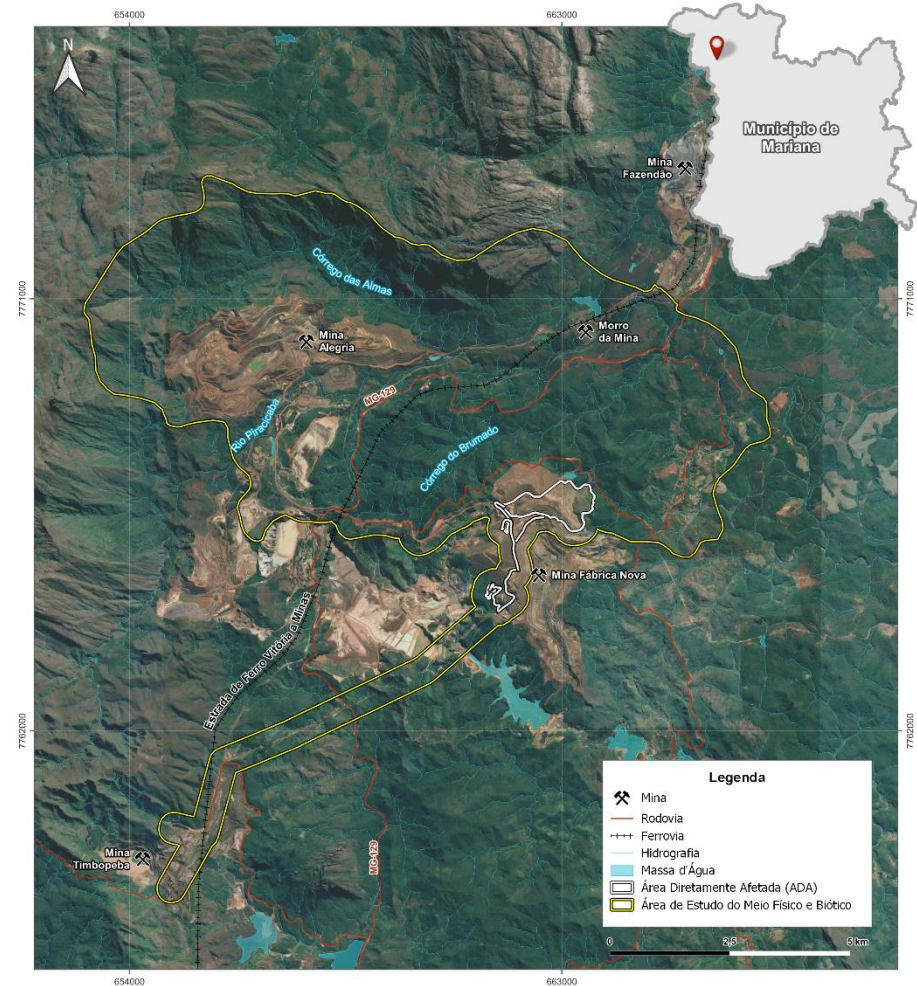 654000
663000
N
Município de
Mariana
Mina
Fazendão
Córrego das Almas
7771000
7771000
Mina
Alegria
Morro
da Mina
MG-129
Rio Piracicaba
Córrego do Brumado
Mina Fábrica Nova
Estrada de Ferro Vitória a Minas
7762000
7762000
Mina
Timbopeba
MG-129
Legenda
Mina
Rodovia
Ferrovia
Hidrografia
Massa d'Água
Área Diretamente Afetada (ADA)
Área de Estudo do Meio Físico e Biótico
0
2,5
5 km
654000
663000